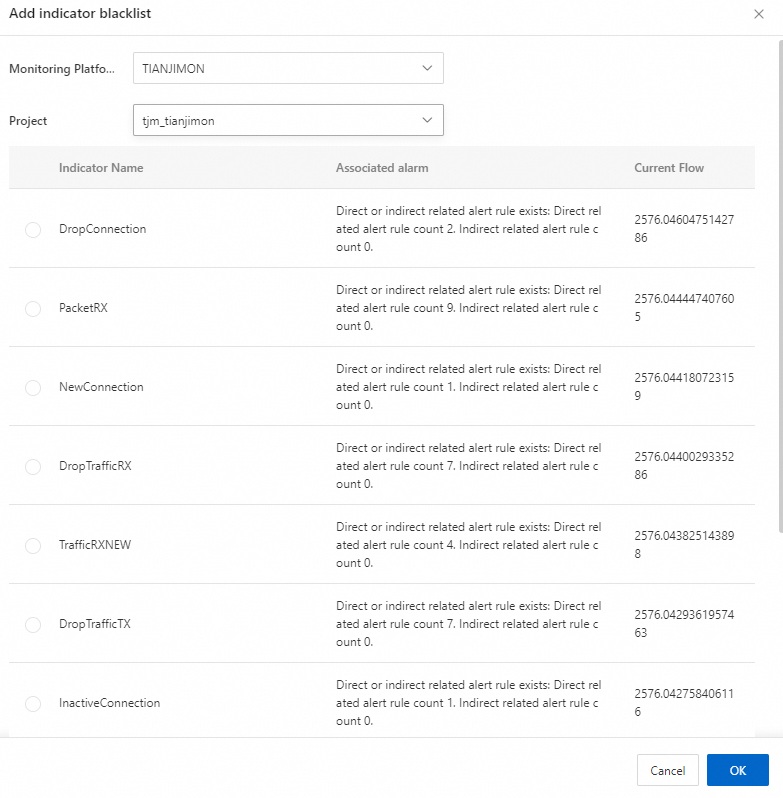 Add indicator blacklist
Monitoring Platfo...
TIANJIMON
Project
tjm_tianjimon
Indicator Name
Associated alarm
Current Flow
DropConnection
Direct or indirect related alert rule exists: Direct rel
ated alert rule count 2. Indirect related alert rule c
ount 0.
2576.04604751427
86
PacketRX
Direct or indirect related alert rule exists: Direct rel
ated alert rule count 9. Indirect related alert rule c
ount 0.
2576.04444740760
5
NewConnection
Direct or indirect related alert rule exists: Direct rel
ated alert rule count 1. Indirect related alert rule c
ount 0.
2576.04418072315
9
DropTrafficRX
Direct or indirect related alert rule exists: Direct rel
ated alert rule count 7. Indirect related alert rule c
ount 0.
2576.04400293352
86
TrafficRXNEW
Direct or indirect related alert rule exists: Direct rel
ated alert rule count 4. Indirect related alert rule c
ount 0.
2576.04382514389
8
DropTrafficTX
Direct or indirect related alert rule exists: Direct rel
ated alert rule count 7. Indirect related alert rule c
ount 0.
2576.04293619574
63
InactiveConnection
Direct or indirect related alert rule exists: Direct rel
ated alert rule count 1. Indirect related alert rule c
ount 0.
2576.04275840611
6
Cancel
OK